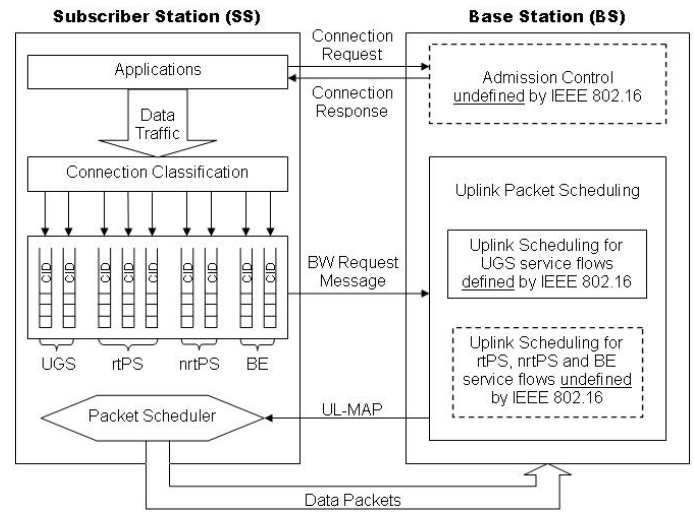 Subscriber Station (SS)
Base Station (BS)
Connection
Request
Applications
Admission Control
undefined by IEEE 802.16
Connection
Response
Data
Traffic
Connection Classification
Uplink Packet Scheduling
CID CID CID CID CID CID CID CID CID
Uplink Scheduling for
UGS service flows
defined by IEEE 802.16
BW Request
Message
Uplink Scheduling for
rtPS, nrtPS and BE
service flows undefined
by IEEE 802.16
UGS rtPS nrtPS BE
Packet Scheduler
UL-MAP
Data Packets